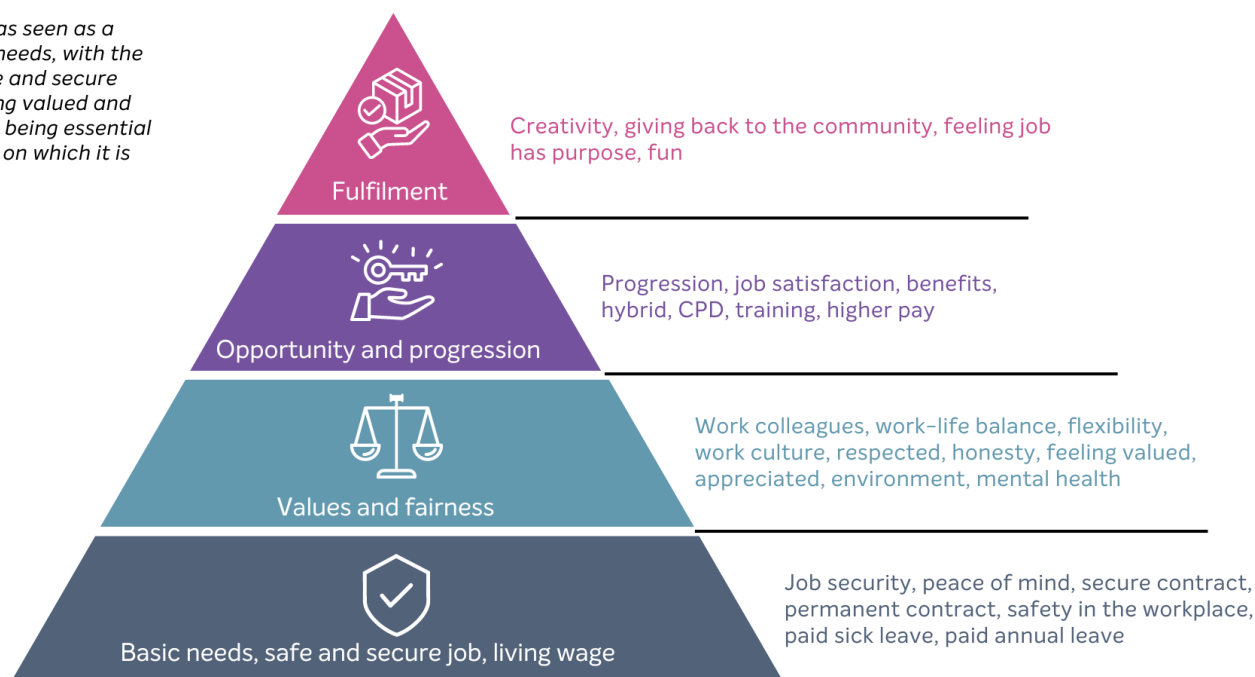 as seen as a
needs, with the
e and secure
ng valued and
being essential
on which it is
Creativity, giving back to the community, feeling job
has purpose, fun
Fulfilment
Progression, job satisfaction, benefits,
hybrid, CPD, training, higher pay
Opportunity and progression
Work colleagues, work-life balance, flexibility,
work culture, respected, honesty, feeling valued,
appreciated, environment, mental health
Values and fairness
Job security, peace of mind, secure contract,
permanent contract, safety in the workplace,
paid sick leave, paid annual leave
Basic needs, safe and secure job, living wage